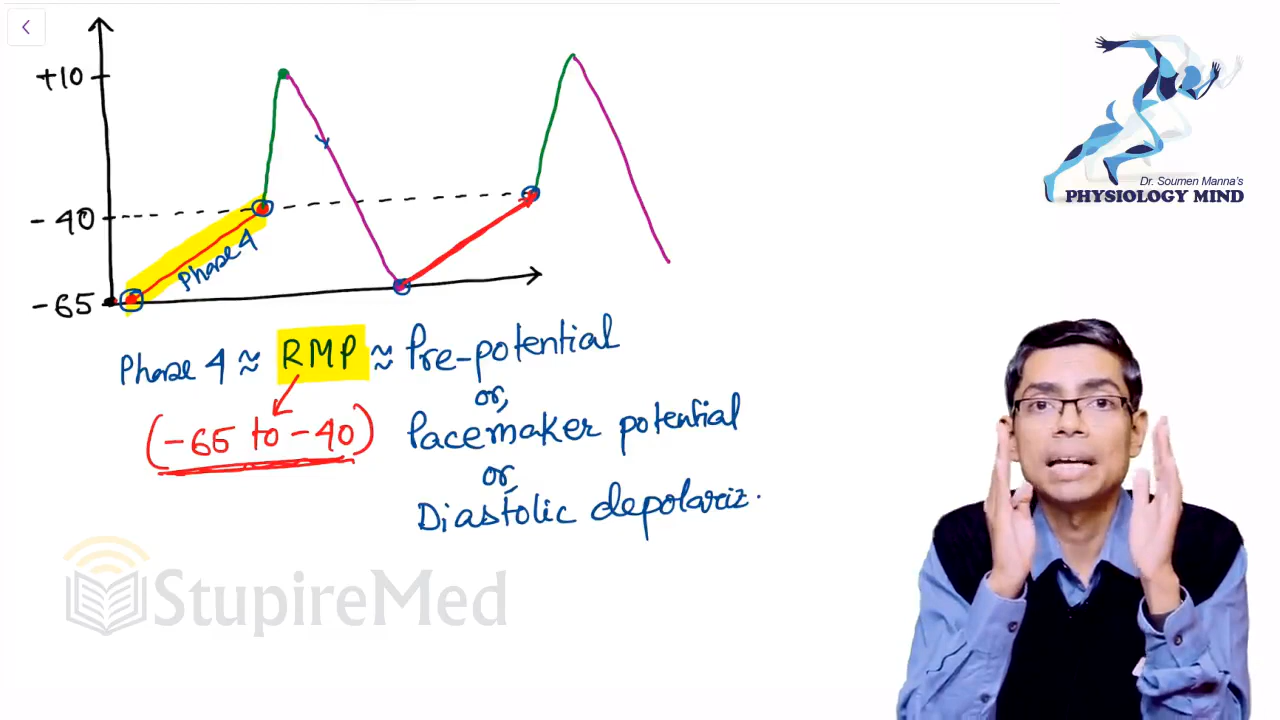 +10
-40
-65
Phase 4
Phase 4 ≈ RMP ≈ Pre-potential
or,
(-65 to -40) Pacemaker potential
or,
Diastolic depolariz.
Dr. Soumen Manna's
PHYSIOLOGY MIND
StupireMed